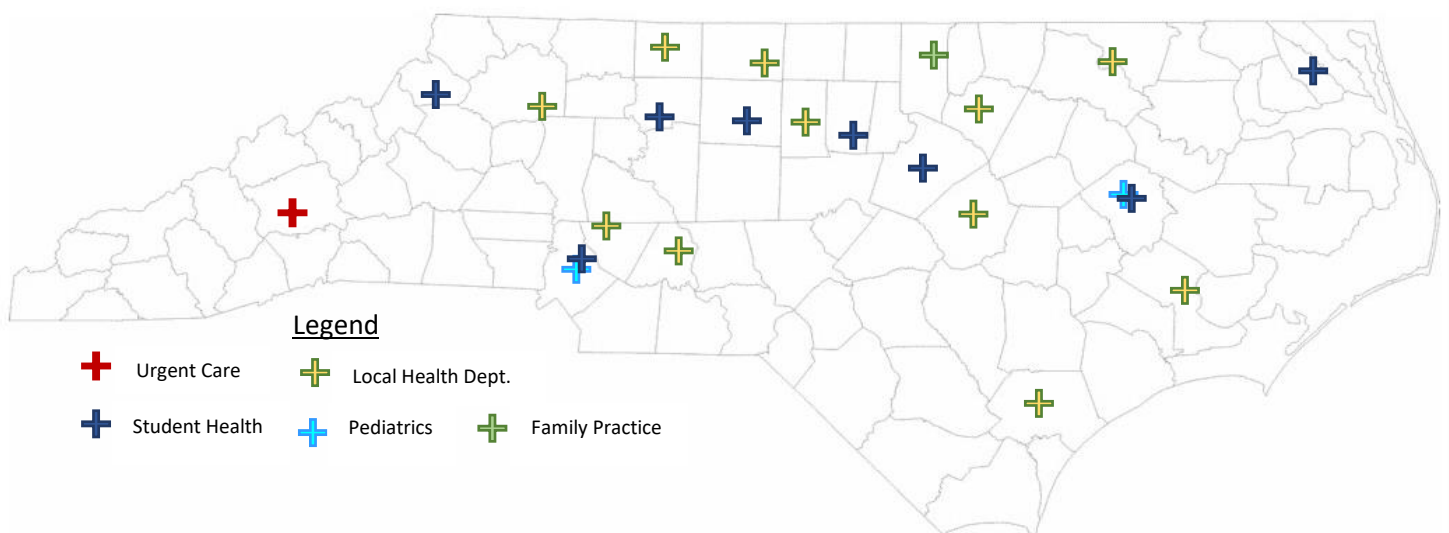 Legend
Urgent Care
Local Health Dept.
Student Health
Pediatrics
Family Practice